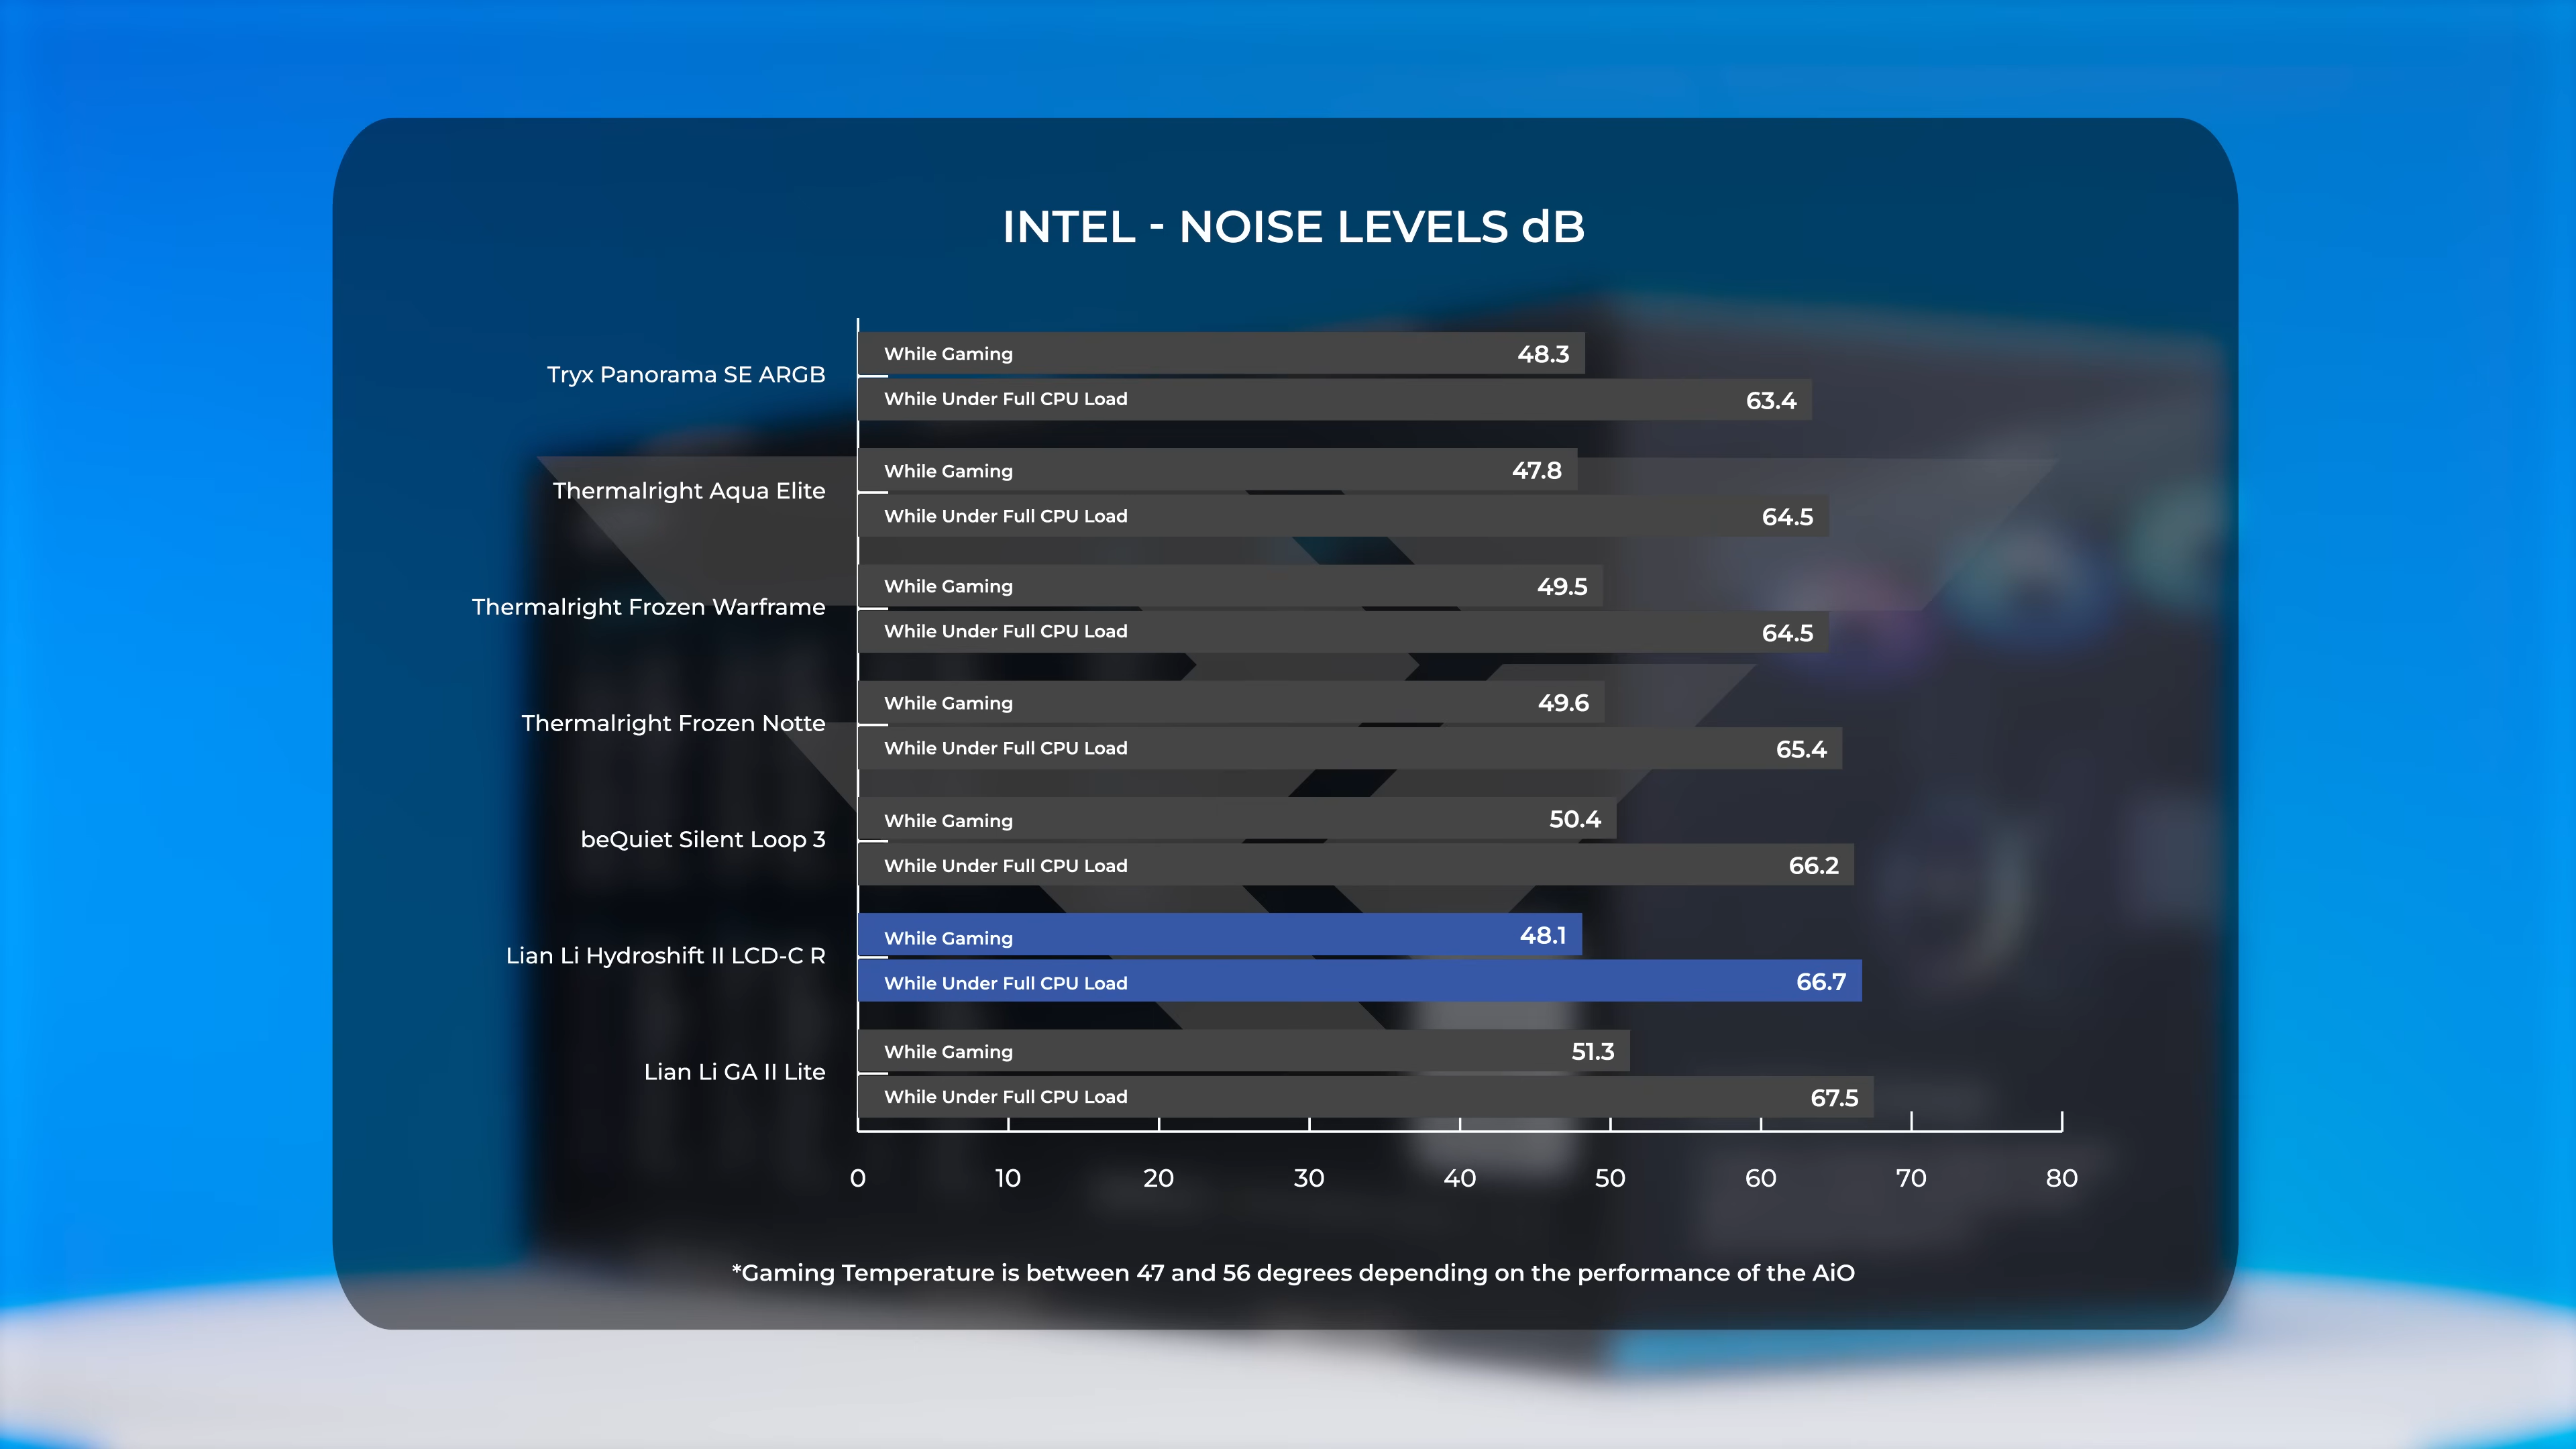 INTEL - NOISE LEVELS dB
Tryx Panorama SE ARGB
While Gaming 48.3
While Under Full CPU Load 63.4
Thermalright Aqua Elite
While Gaming 47.8
While Under Full CPU Load 64.5
Thermalright Frozen Warframe
While Gaming 49.5
While Under Full CPU Load 64.5
Thermalright Frozen Notte
While Gaming 49.6
While Under Full CPU Load 65.4
beQuiet Silent Loop 3
While Gaming 50.4
While Under Full CPU Load 66.2
Lian Li Hydroshift II LCD-C R
While Gaming 48.1
While Under Full CPU Load 66.7
Lian Li GA II Lite
While Gaming 51.3
While Under Full CPU Load 67.5
0 10 20 30 40 50 60 70 80
*Gaming Temperature is between 47 and 56 degrees depending on the performance of the AiO